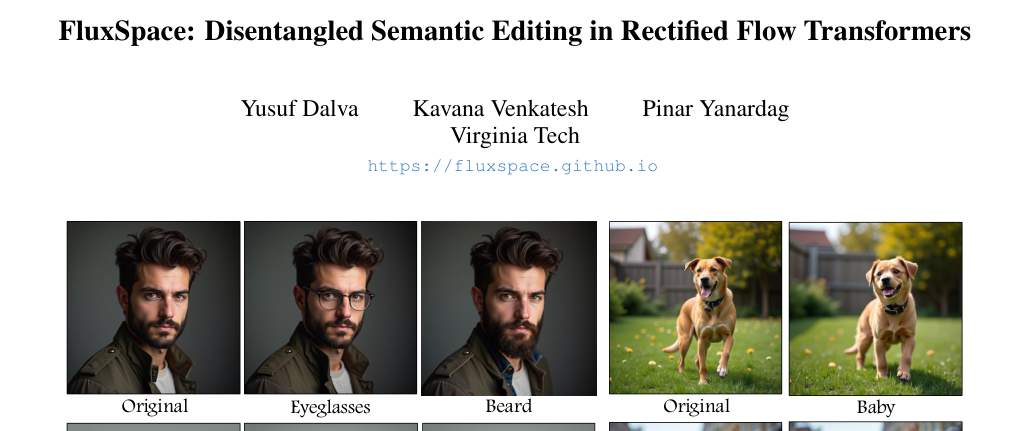 FluxSpace: Disentangled Semantic Editing in Rectified Flow Transformers
Yusuf Dalva Kavana Venkatesh Pinar Yanardag
Virginia Tech
https://fluxspace.github.io
Original Eyeglasses Beard Original Baby